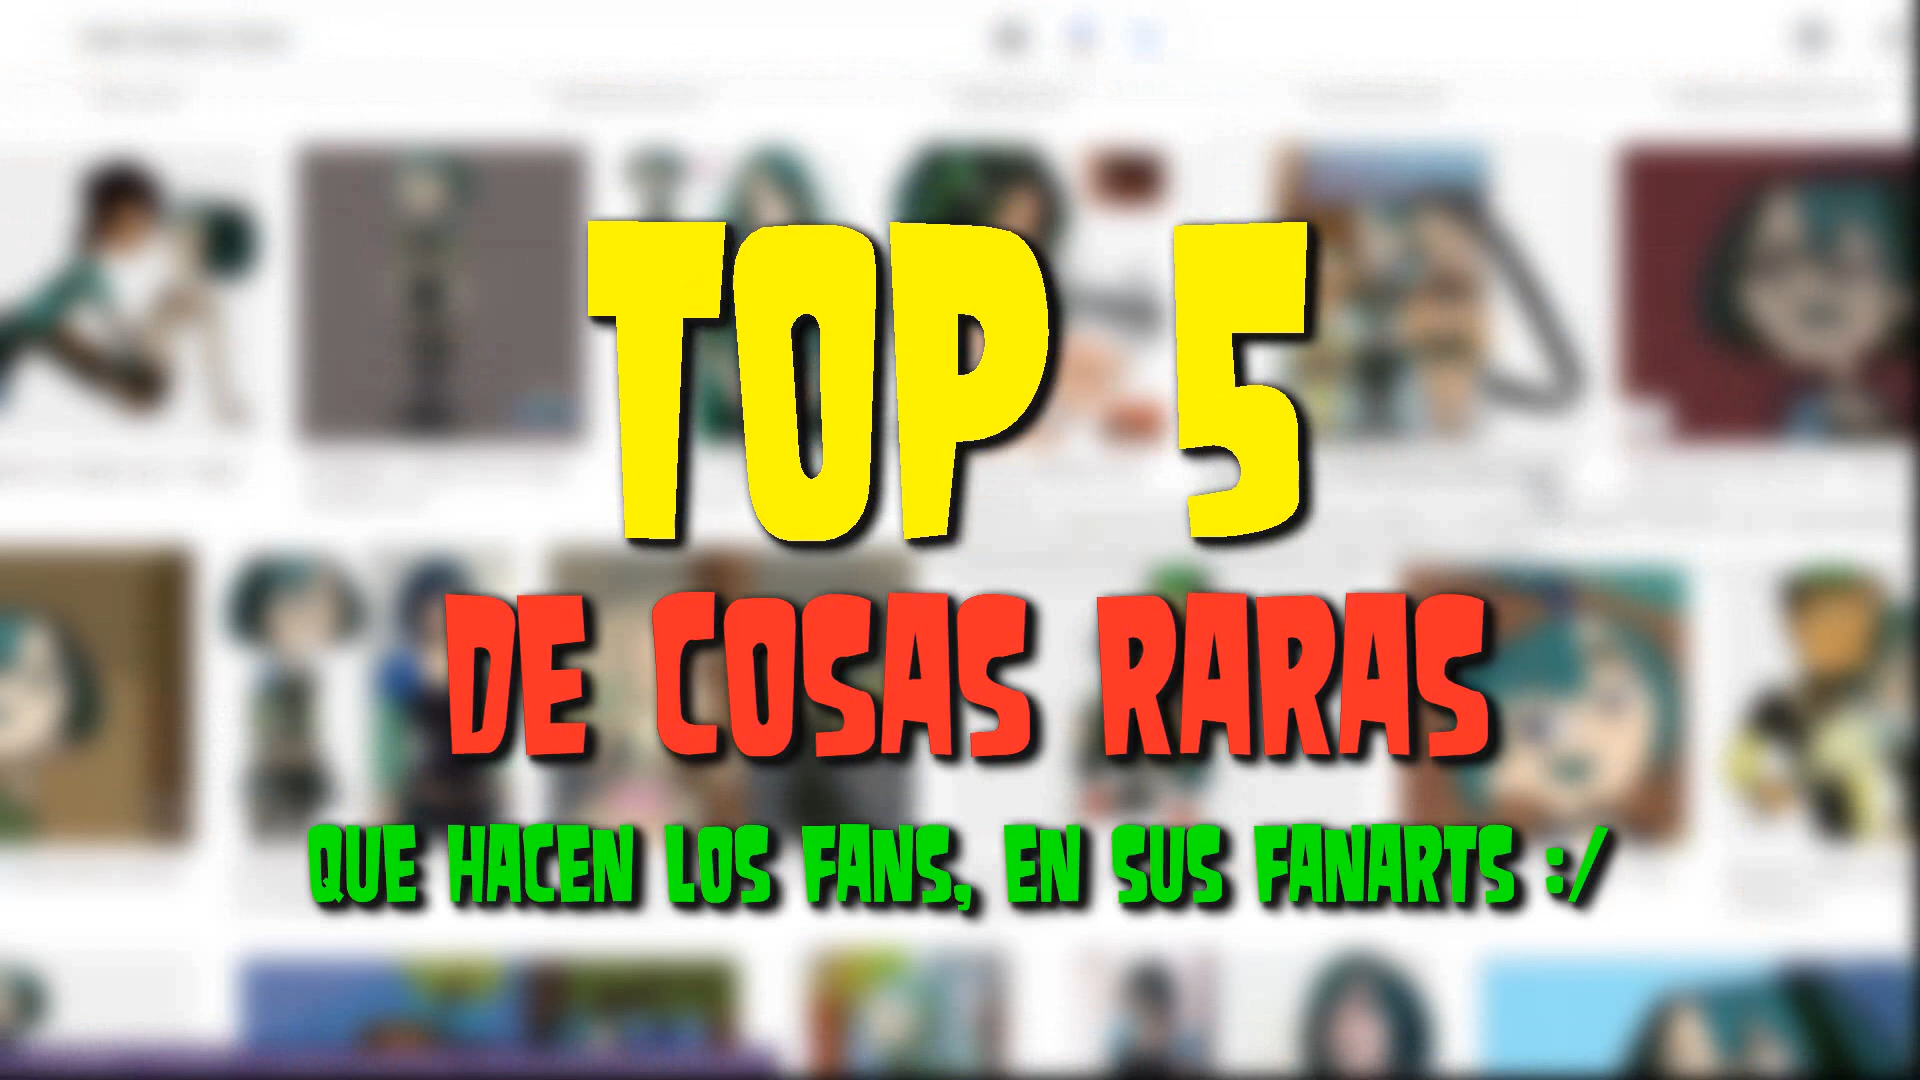 TOP 5
DE COSAS RARAS
QUE HACEN LOS FANS, EN SUS FANARTS :/